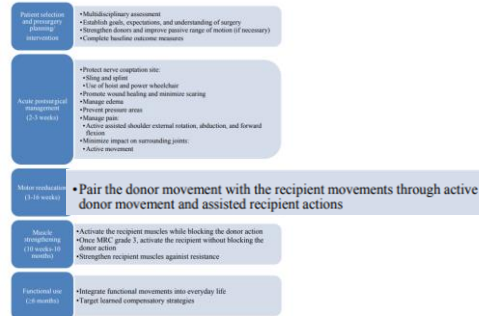 Patient selection
and presurgery
planning/
intervention
•Multidisciplinary assessment
•Establish goals, expectations, and understanding of surgery
•Strengthen donors and improve passive range of motion (if necessary)
•Complete baseline outcome measures
Acute postsurgical
management
(2-3 weeks)
•Protect nerve coaptation site:
•Sling and splint
•Use of hoist and power wheelchair
•Promote wound healing and minimize scaring
•Manage edema
•Prevent pressure areas
•Manage pain:
•Active assisted shoulder external rotation, abduction, and forward
flexion
•Minimize impact on surrounding joints:
•Active movement
Motor reeducation
(3-16 weeks)
•Pair the donor movement with the recipient movements through active
donor movement and assisted recipient actions
Muscle
strengthening
(10 weeks-10
months)
•Activate the recipient muscles while blocking the donor action
•Once MRC grade 3, activate the recipient without blocking the
donor action
•Strengthen recipient muscles againist resistance
Functional use
(≥6 months)
•Integrate functional movements into everyday life
•Target learned compensatory strategies